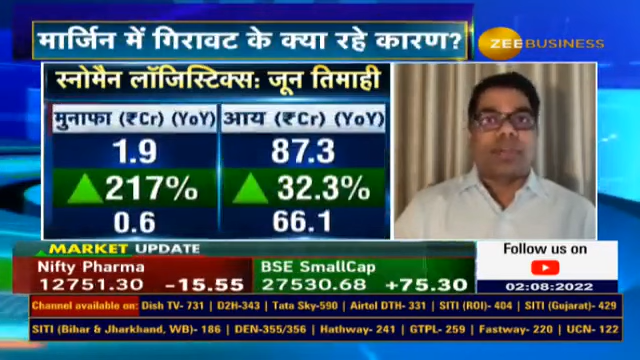 मार्जिन में गिरावट के क्या रहे कारण?
ZEE BUSINESS
स्नोमैन लॉजिस्टिक्स: जून तिमाही
मुनाफा (₹Cr) (YoY) आय (₹Cr) (YoY)
1.9 87.3
217% 32.3%
0.6 66.1
MARKET UPDATE
Nifty Pharma BSE SmallCap
12751.30 -15.55 27530.68 +75.30
Follow us on
YouTube
02:08:2022
Channel available on: Dish TV- 731 | D2H-343 | Tata Sky-590 | Airtel DTH- 331 | SITI (ROI)- 404 | SITI (Gujarat)- 429
SITI (Bihar & Jharkhand, WB)- 186 | DEN-355/356 | Hathway- 241 | GTPL- 259 | Fastway- 220 | UCN- 122